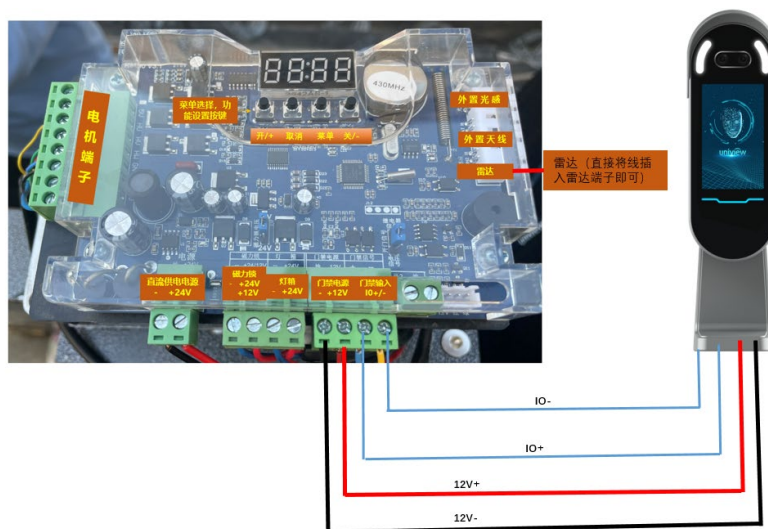 430MHz
菜单选择,功
能设置按键
开/+ 取消 菜单 关/-
外置光感
外置天线
雷达
雷达（直接将线插
入雷达端子即可）
电机端子
24V
直流供电电源
- +24V
磁力锁
- +24V
+12V
灯箱
- +24V
门禁电源
- +12V
门禁输入
IO+/-
IO-
IO+
12V+
12V-